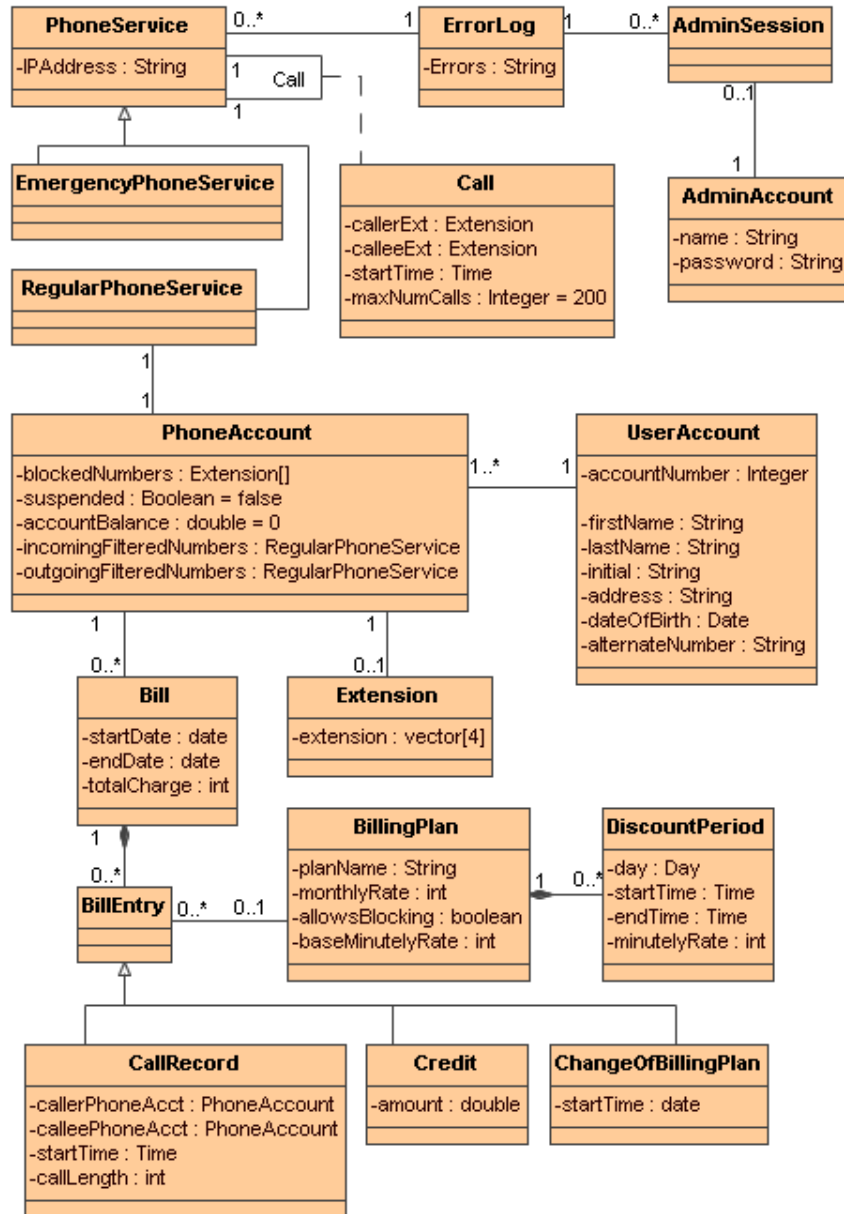 PhoneService
-IPAddress : String
0..*
1
ErrorLog
-Errors : String
1
0..*
AdminSession
1
Call
1
0..1
1
AdminAccount
-name : String
-password : String
EmergencyPhoneService
Call
-callerExt : Extension
-calleeExt : Extension
-startTime : Time
-maxNumCalls : Integer = 200
RegularPhoneService
1
1
PhoneAccount
-blockedNumbers : Extension[]
-suspended : Boolean = false
-accountBalance : double = 0
-incomingFilteredNumbers : RegularPhoneService
-outgoingFilteredNumbers : RegularPhoneService
1..*
1
UserAccount
-accountNumber : Integer
-firstName : String
-lastName : String
-initial : String
-address : String
-dateOfBirth : Date
-alternateNumber : String
1
0..*
1
0..1
Bill
-startDate : date
-endDate : date
-totalCharge : int
Extension
-extension : vector[4]
1
0..*
BillEntry
0..*
0..1
BillingPlan
-planName : String
-monthlyRate : int
-allowsBlocking : boolean
-baseMinutelyRate : int
1
0..*
DiscountPeriod
-day : Day
-startTime : Time
-endTime : Time
-minutelyRate : int
CallRecord
-callerPhoneAcct : PhoneAccount
-calleePhoneAcct : PhoneAccount
-startTime : Time
-callLength : int
Credit
-amount : double
ChangeOfBillingPlan
-startTime : date